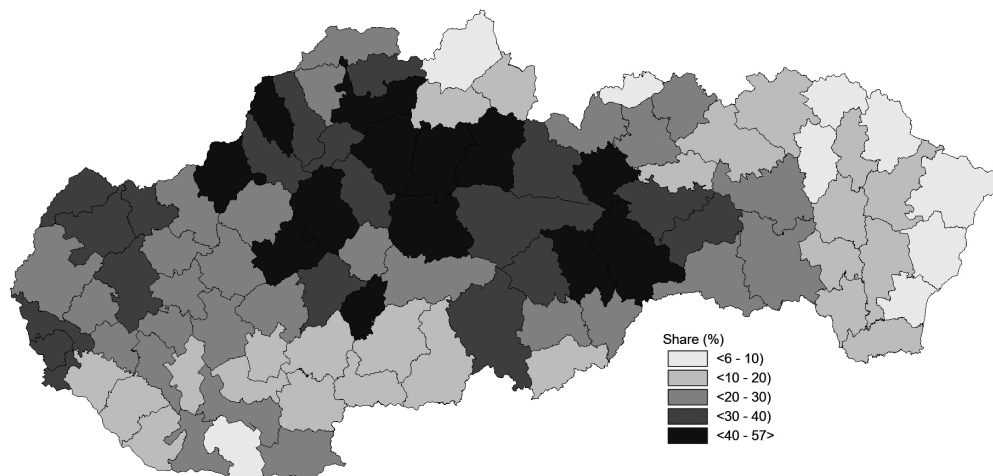 Share (%)
<6 - 10)
<10 - 20)
<20 - 30)
<30 - 40)
<40 - 57>